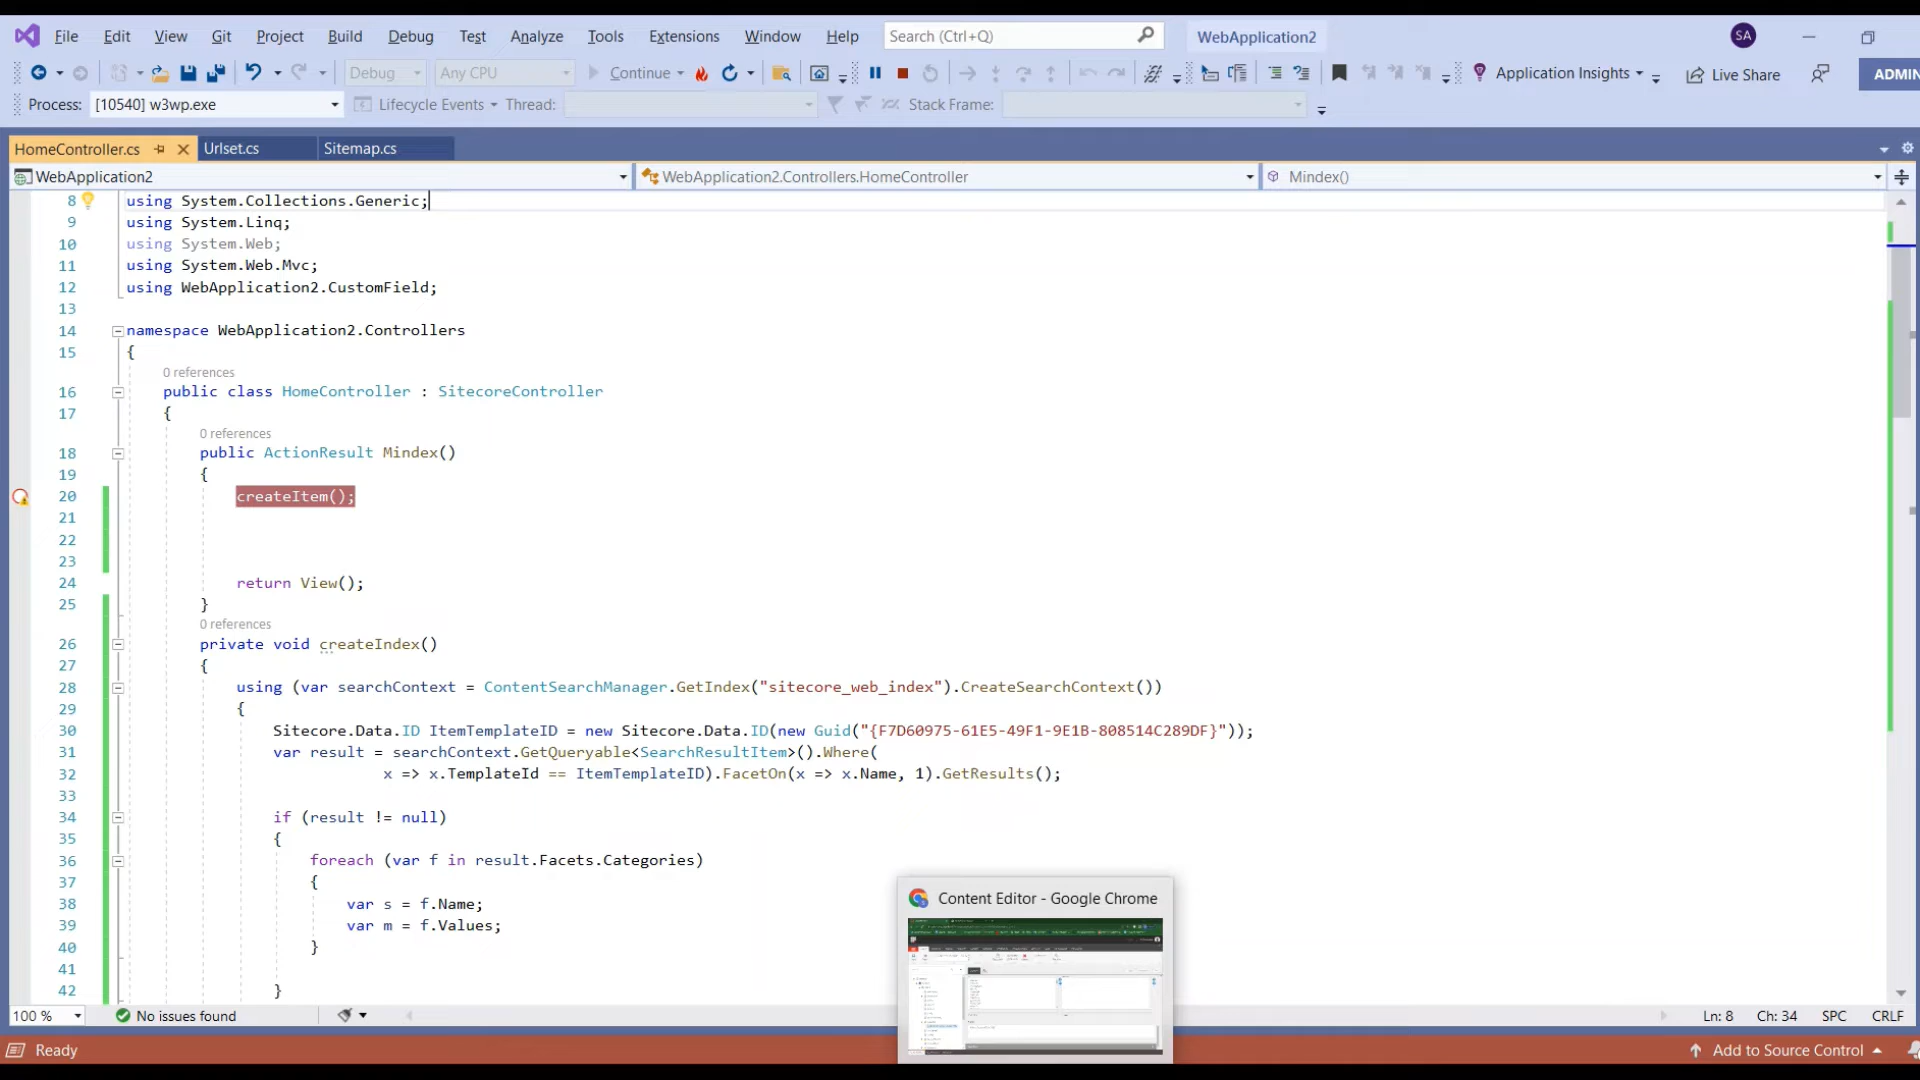 File Edit View Git Project Build Debug Test Analyze Tools Extensions Window Help Search (Ctrl+Q) WebApplication2 SA
Debug Any CPU Continue Application Insights Live Share ADMIN
Process: [10540] w3wp.exe Lifecycle Events Thread: Stack Frame:
HomeController.cs Urlset.cs Sitemap.cs
WebApplication2 WebApplication2.Controllers.HomeController Mindex()
8 using System.Collections.Generic;
9 using System.Linq;
10 using System.Web;
11 using System.Web.Mvc;
12 using WebApplication2.CustomField;
13
14 namespace WebApplication2.Controllers
15 {
0 references
16 public class HomeController : SitecoreController
17 {
0 references
18 public ActionResult Mindex()
19 {
20 createItem();
21
22
23
24 return View();
25 }
0 references
26 private void createIndex()
27 {
28 using (var searchContext = ContentSearchManager.GetIndex("sitecore_web_index").CreateSearchContext())
29 {
30 Sitecore.Data.ID ItemTemplateID = new Sitecore.Data.ID(new Guid("{F7D60975-61E5-49F1-9E1B-808514C289DF}"));
31 var result = searchContext.GetQueryable<SearchResultItem>().Where(
32 x => x.TemplateId == ItemTemplateID).FacetOn(x => x.Name, 1).GetResults();
33
34 if (result != null)
35 {
36 foreach (var f in result.Facets.Categories)
37 {
38 var s = f.Name;
39 var m = f.Values;
40 }
41
42 }
Content Editor - Google Chrome
100 % No issues found Ln: 8 Ch: 34 SPC CRLF
Ready Add to Source Control